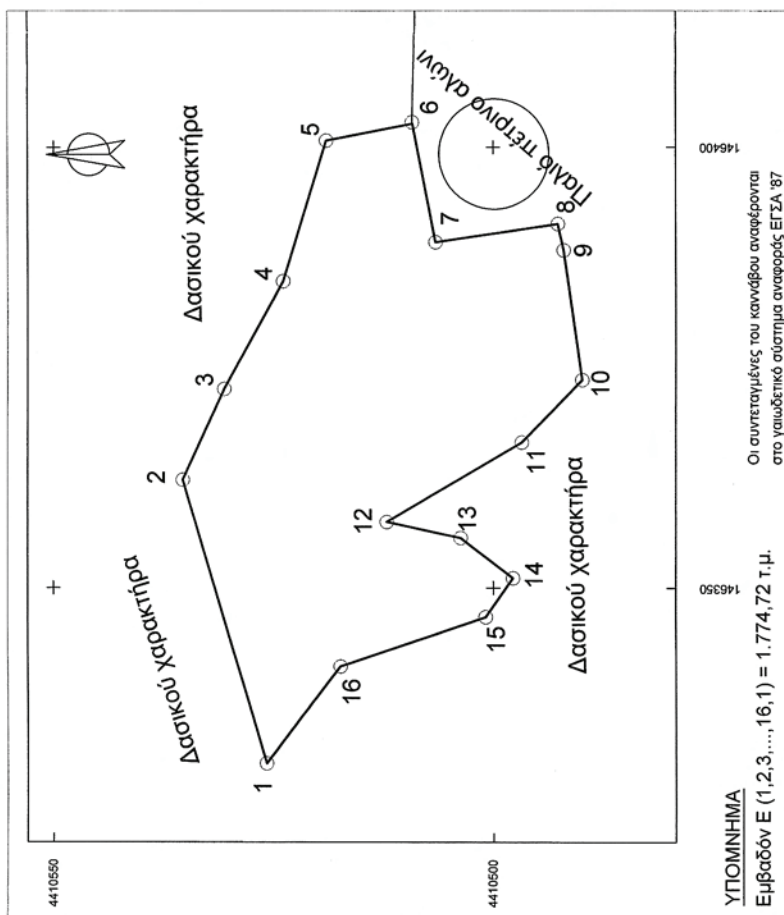 Δασικού χαρακτήρα
Δασικού χαρακτήρα
1
2
3
4
5
6
7
8
9
10
11
12
13
14
15
16
Παλιό πέτρινο αλώνι
Δασικού χαρακτήρα
4410550
4410500
146350
146400
ΥΠΟΜΝΗΜΑ
Εμβαδόν Ε (1,2,3,...,16,1) = 1.774,72 τ.μ.
Οι συντεταγμένες του καννάβου αναφέρονται
στο γαιωδετικό σύστημα αναφοράς ΕΓΣΑ '87